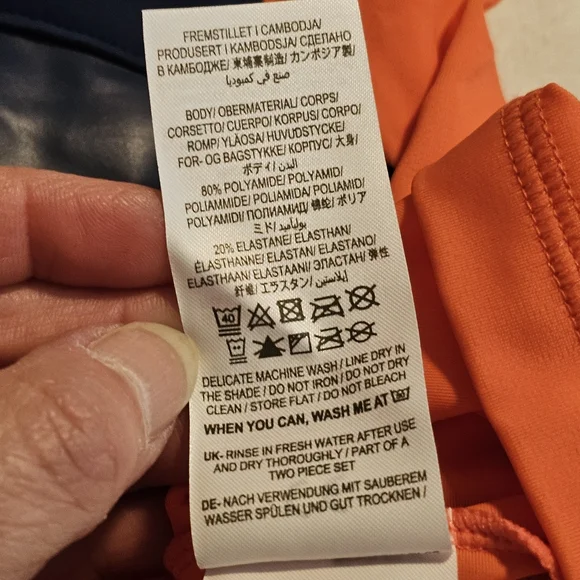 FREMSTILLET I CAMBODJA/
PRODUSERT I KAMBODSJA/ СДЕЛАНО
В КАМБОДЖЕ/ 東埔寨制造/ カンボジア製/
صنع في كمبوديا
BODY/ OBERMATERIAL/ CORPS/
CORSETTO/ CUERPO/ KORPUS/ CORPO/
ROMP/ YLÄOSA/ HUVUDSTYCKE/
FOR- OG BAGSTYKKE/ КОРПУС/ 大身/
ボディ/ البدن/
80% POLYAMIDE/ POLYAMID/
POLIAMMIDE/ POLIAMIDA/ POLIAMID/
POLYAMIDI/ ПОЛИАМИД/ 锦纶/ ポリア
ミド/ بولياميد
20% ELASTANE/ ELASTHAN/
ÉLASTHANNE/ ELASTAN/ ELASTANO/
ELASTHAAN/ ELASTAANI/ ЭЛАСТАН/ 弹性
纤维/ エラスタン/ إيلاستين/
40
DELICATE MACHINE WASH / LINE DRY IN
THE SHADE / DO NOT IRON / DO NOT DRY
CLEAN / STORE FLAT / DO NOT BLEACH
WHEN YOU CAN, WASH ME AT 30
UK- RINSE IN FRESH WATER AFTER USE
AND DRY THOROUGHLY / PART OF A
TWO PIECE SET
DE- NACH VERWENDUNG MIT SAUBEREM
WASSER SPÜLEN UND GUT TROCKNEN /